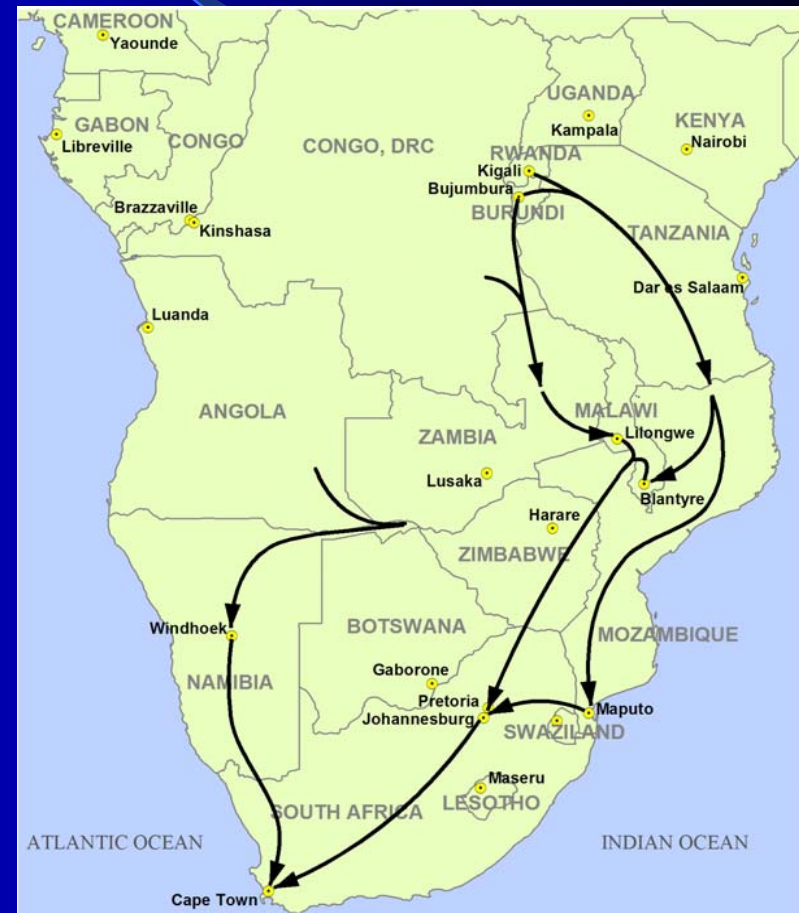 CAMEROON
Yaounde
UGANDA
GABON
KENYA
Kampala
Libreville
CONGO
CONGO, DRC
Nairobi
RWANDA
Kigali
Bujumbura
BURUNDI
Brazzaville
Kinshasa
TANZANIA
Dar es Salaam
Luanda
ANGOLA
MALAWI
ZAMBIA
Lilongwe
Lusaka
Blantyre
Harare
ZIMBABWE
Windhoek
BOTSWANA
MOZAMBIQUE
Gaborone
NAMIBIA
Pretoria
Maputo
Johannesburg
SWAZILAND
Maseru
LESOTHO
SOUTH AFRICA
ATLANTIC OCEAN
INDIAN OCEAN
Cape Town